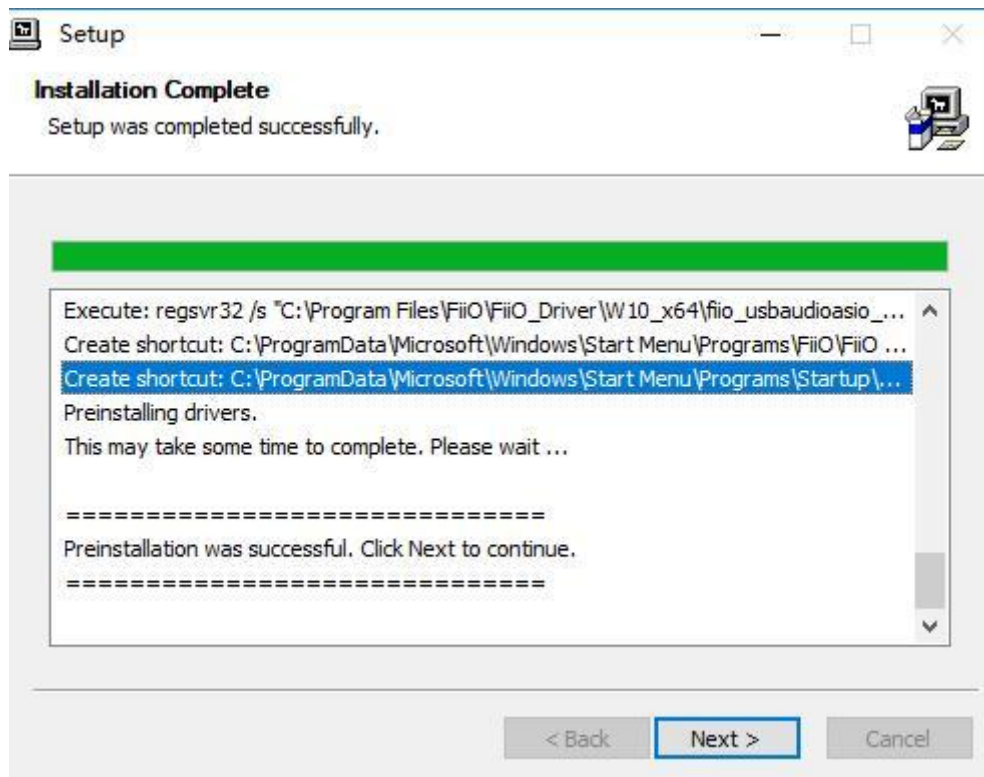 Setup
Installation Complete
Setup was completed successfully.
Execute: regsvr32 /s "C:\Program Files\FiiO\FiiO_Driver\W10_x64\fiio_usbaudioasio_...
Create shortcut: C:\ProgramData\Microsoft\Windows\Start Menu\Programs\FiiO\FiiO ...
Create shortcut: C:\ProgramData\Microsoft\Windows\Start Menu\Programs\Startup\...
Preinstalling drivers.
This may take some time to complete. Please wait ...
===============================
Preinstallation was successful. Click Next to continue.
===============================
< Back Next > Cancel